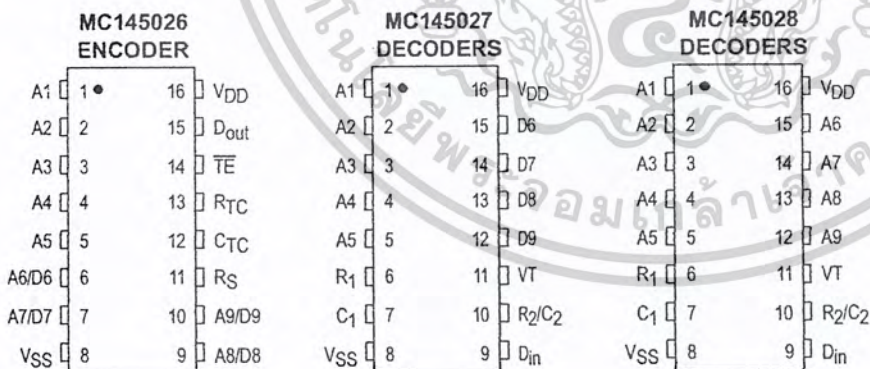 MC145026
ENCODER
A1 1 16 VDD
A2 2 15 Dout
A3 3 14 TE
A4 4 13 RTC
A5 5 12 CTC
A6/D6 6 11 RS
A7/D7 7 10 A9/D9
VSS 8 9 A8/D8
MC145027
DECODERS
A1 1 16 VDD
A2 2 15 D6
A3 3 14 D7
A4 4 13 D8
A5 5 12 D9
R1 6 11 VT
C1 7 10 R2/C2
VSS 8 9 Din
MC145028
DECODERS
A1 1 16 VDD
A2 2 15 A6
A3 3 14 A7
A4 4 13 A8
A5 5 12 A9
R1 6 11 VT
C1 7 10 R2/C2
VSS 8 9 Din